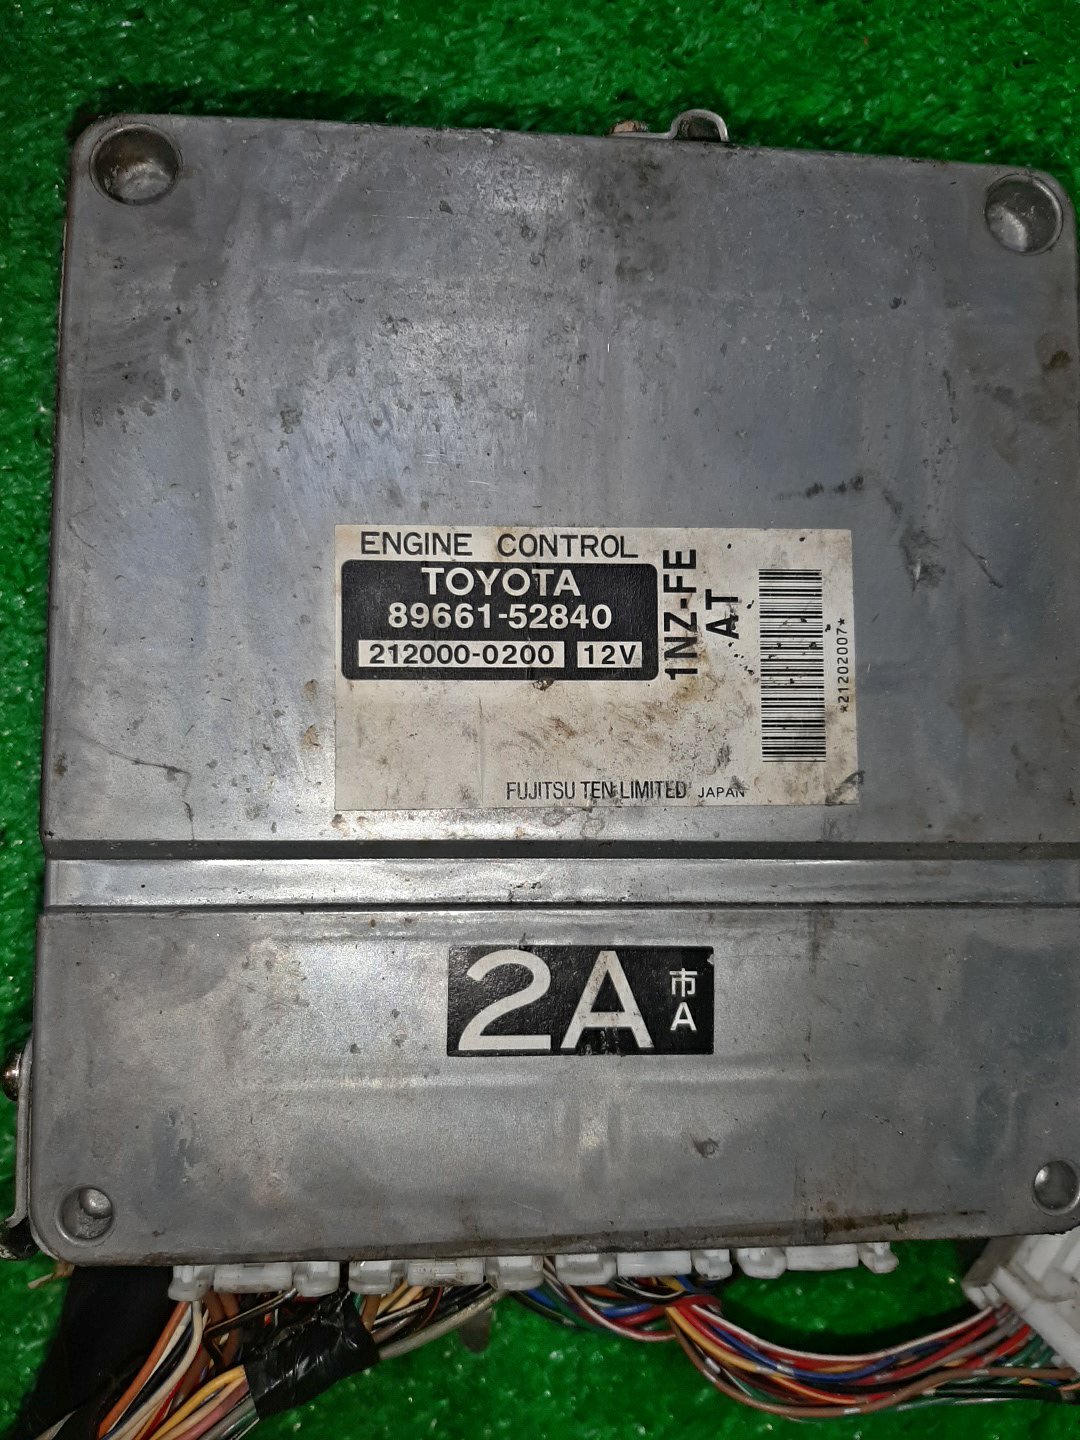 ENGINE CONTROL
TOYOTA
89661-52840
212000-0200 12V
1NZ-FE
AT
*21202007*
FUJITSU TEN LIMITED JAPAN
2A
市
A